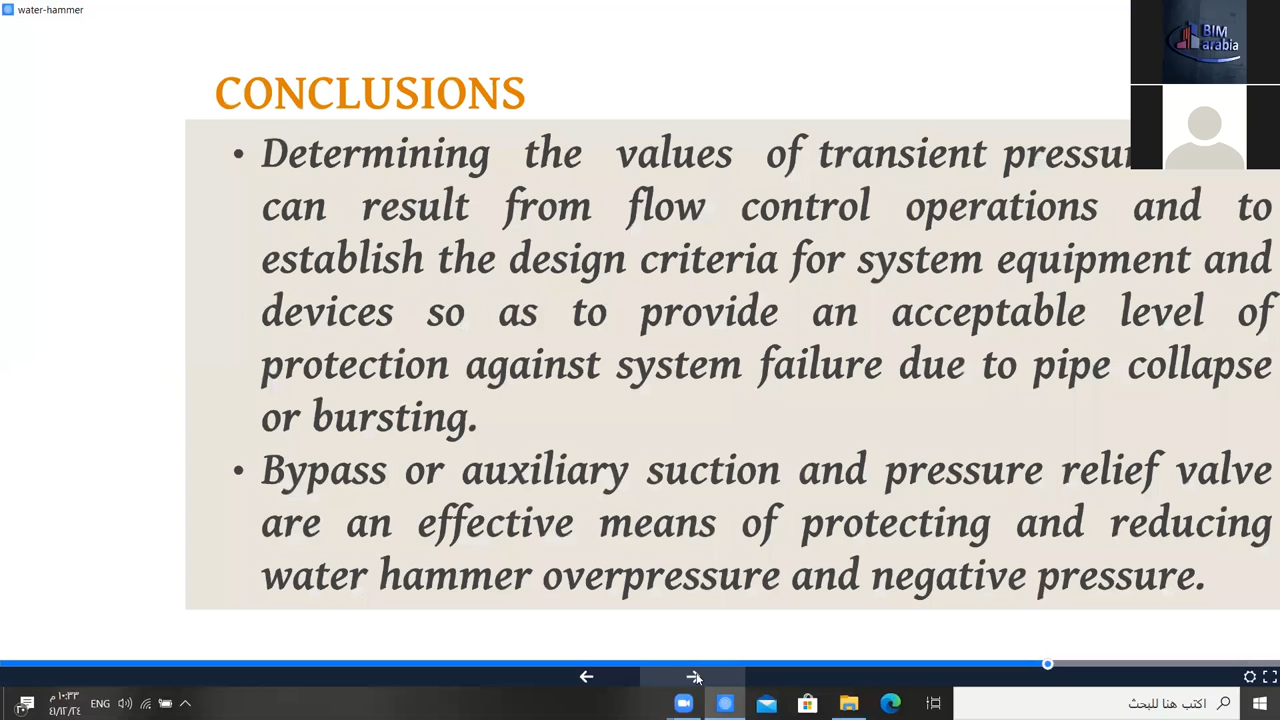 water-hammer
BIM
arabia
CONCLUSIONS
• Determining the values of transient
can result from flow control operations and to
establish the design criteria for system equipment and
devices so as to provide an acceptable level of
protection against system failure due to pipe collapse
or bursting.
• Bypass or auxiliary suction and pressure relief valve
are an effective means of protecting and reducing
water hammer overpressure and negative pressure.
١٠:٣٣ م
ENG
اكتب هنا للبحث